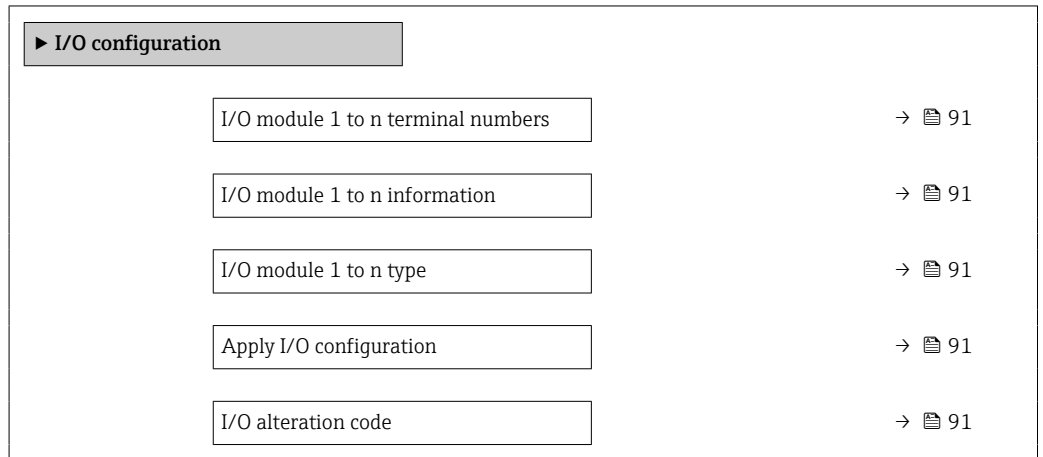 ► I/O configuration
I/O module 1 to n terminal numbers → 91
I/O module 1 to n information → 91
I/O module 1 to n type → 91
Apply I/O configuration → 91
I/O alteration code → 91